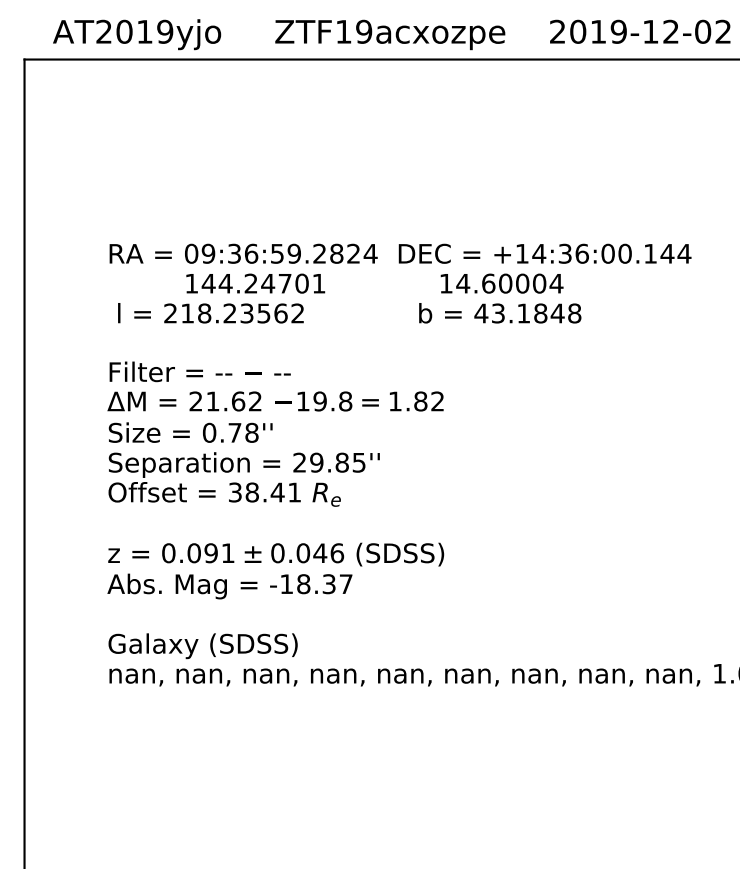 AT2019yjo ZTF19acxozpe 2019-12-02
RA = 09:36:59.2824 DEC = +14:36:00.144
144.24701 14.60004
l = 218.23562 b = 43.1848
Filter = -- − --
ΔM = 21.62 −19.8 = 1.82
Size = 0.78''
Separation = 29.85''
Offset = 38.41 Rₑ
z = 0.091 ± 0.046 (SDSS)
Abs. Mag = -18.37
Galaxy (SDSS)
nan, nan, nan, nan, nan, nan, nan, nan, nan,